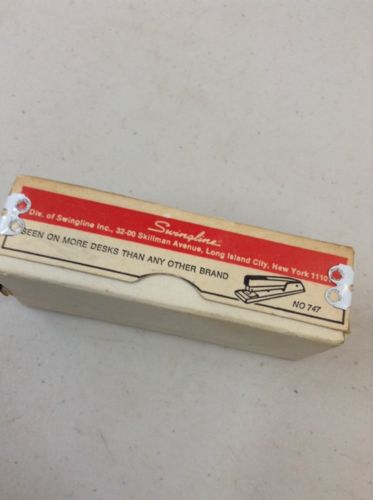 Swingline
Div. of Swingline Inc., 32-00 Skillman Avenue, Long Island City, New York
SEEN ON MORE DESKS THAN ANY OTHER BRAND
NO 747